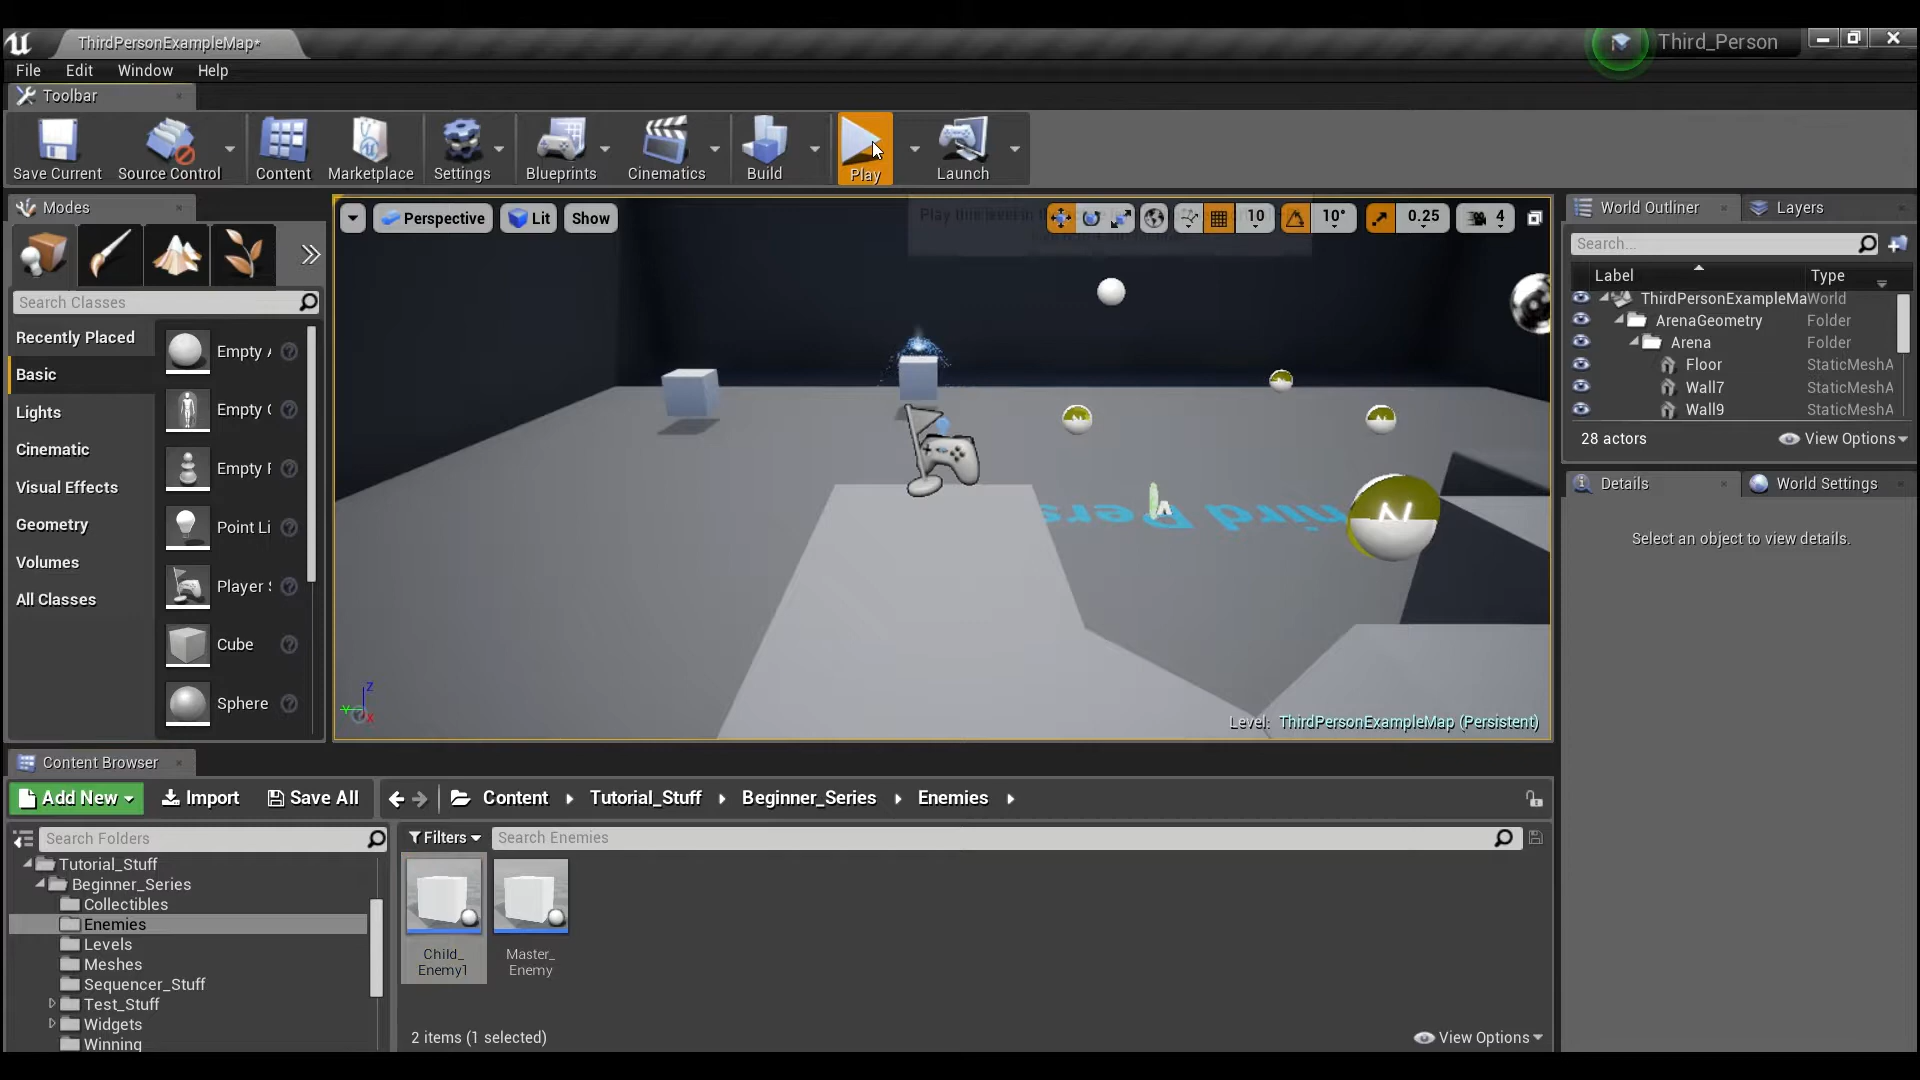 ThirdPersonExampleMap*
Third_Person
File Edit Window Help
Toolbar
Save Current Source Control Content Marketplace Settings Blueprints Cinematics Build Play Launch
Modes
Search Classes
Recently Placed
Basic
Lights
Cinematic
Visual Effects
Geometry
Volumes
All Classes
Empty A
Empty C
Empty F
Point Li
Player S
Cube
Sphere
Perspective Lit Show
Play this level in the
10 10° 0.25 4
Level: ThirdPersonExampleMap (Persistent)
World Outliner Layers
Search...
Label Type
ThirdPersonExampleMa World
ArenaGeometry Folder
Arena Folder
Floor StaticMeshA
Wall7 StaticMeshA
Wall9 StaticMeshA
28 actors View Options
Details World Settings
Select an object to view details.
Content Browser
Add New Import Save All Content Tutorial_Stuff Beginner_Series Enemies
Search Folders
Tutorial_Stuff
Beginner_Series
Collectibles
Enemies
Levels
Meshes
Sequencer_Stuff
Test_Stuff
Widgets
Winning
Filters Search Enemies
Child_
Enemy1
Master_
Enemy
2 items (1 selected) View Options